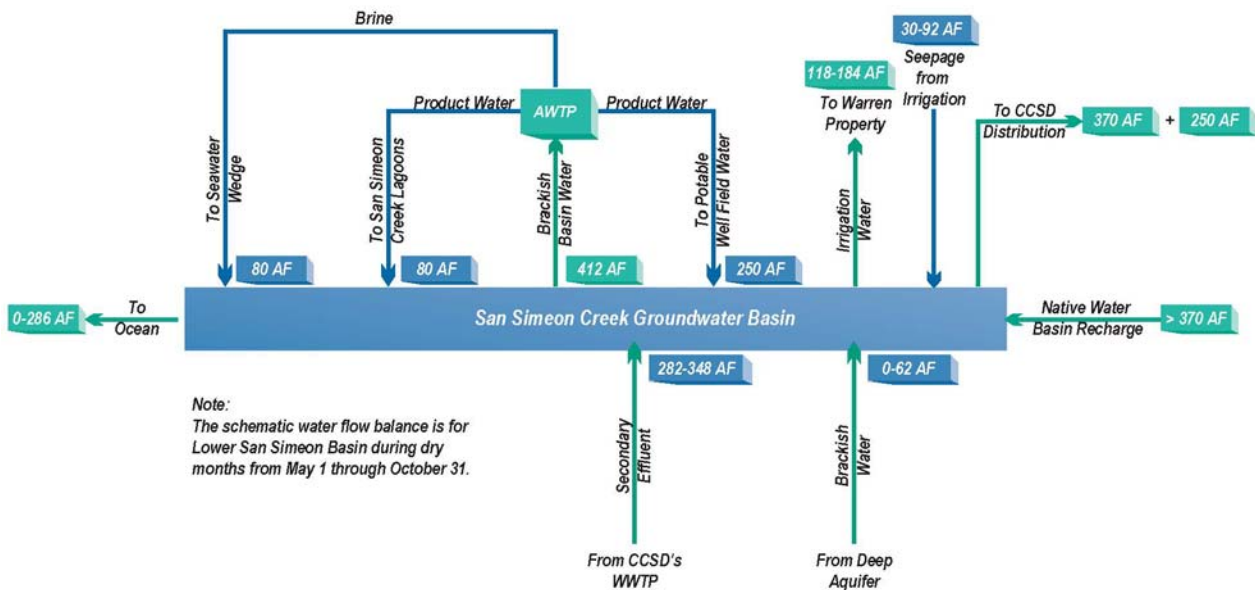 Brine
30-92 AF
118-184 AF
Seepage
from
Irrigation
Product Water
AWTP
Product Water
To Warren
Property
To CCSD
Distribution
370 AF + 250 AF
To Seawater
Wedge
To San Simeon
Creek Lagoons
Brackish
Basin Water
To Potable
Well Field Water
Irrigation
Water
80 AF
80 AF
412 AF
250 AF
0-286 AF
To
Ocean
San Simeon Creek Groundwater Basin
Native Water
Basin Recharge
> 370 AF
282-348 AF
0-62 AF
Note:
The schematic water flow balance is for
Lower San Simeon Basin during dry
months from May 1 through October 31.
Secondary
Effluent
Brackish
Water
From CCSD's
WWTP
From Deep
Aquifer